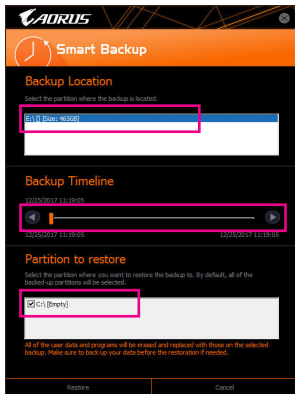 AORUS
Smart Backup
Backup Location
Select the partition where the backup is located.
E:\ [] [Size: 465GB]
Backup Timeline
12/25/2017 11:19:05
12/25/2017 11:19:05 12/25/2017 11:19:05
Partition to restore
Select the partition where you want to restore the backup to. By default, all of the
backed-up partitions will be selected.
C:\ [Empty]
All of the user data and programs will be erased and replaced with those on the selected
backup. Make sure to back up your data before the restoration if needed.
Restore Cancel